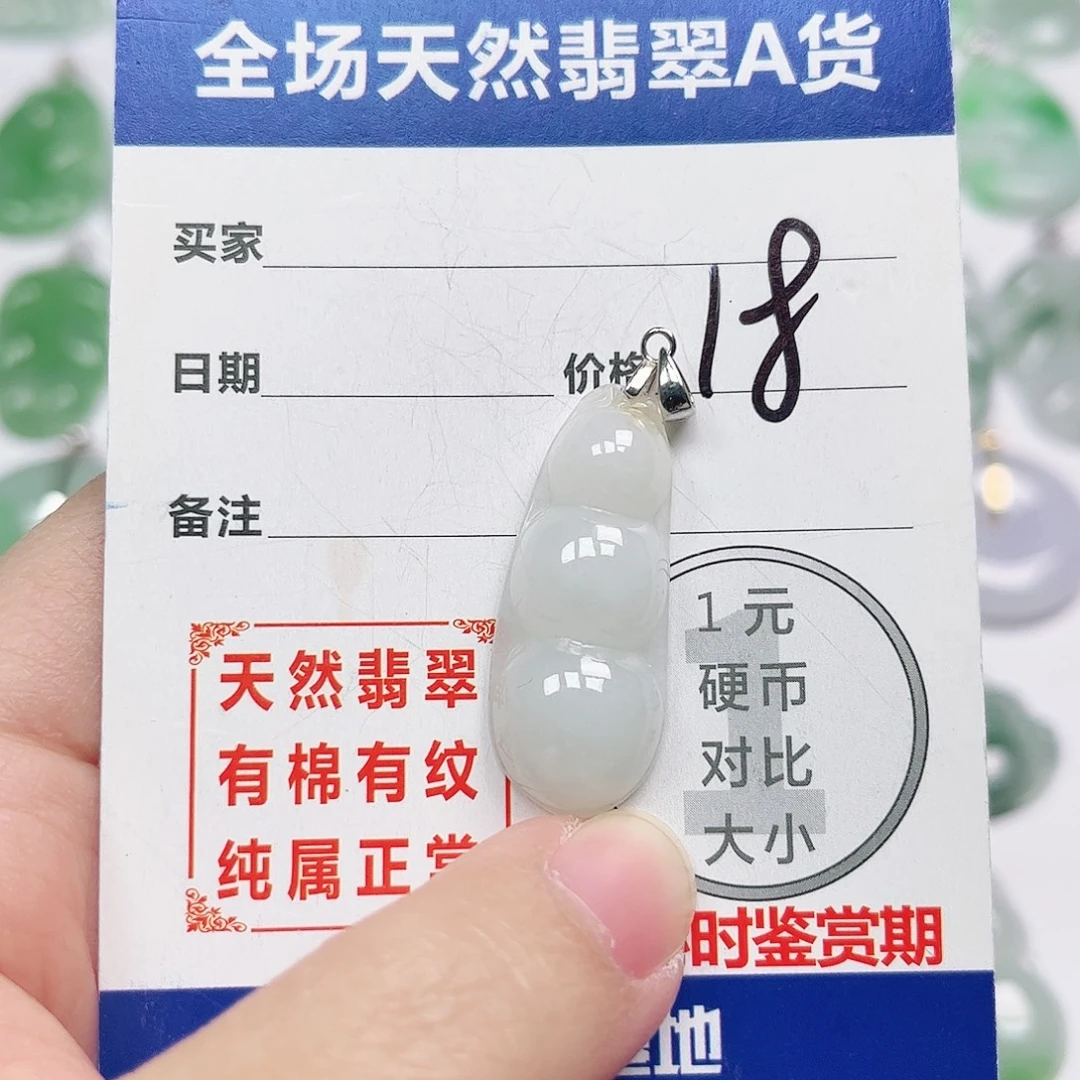 全场天然翡翠A货
买家
日期 价格 18
备注
天然翡翠
有棉有纹
纯属正常
1元
硬币
对比
大小
时鉴赏期
地